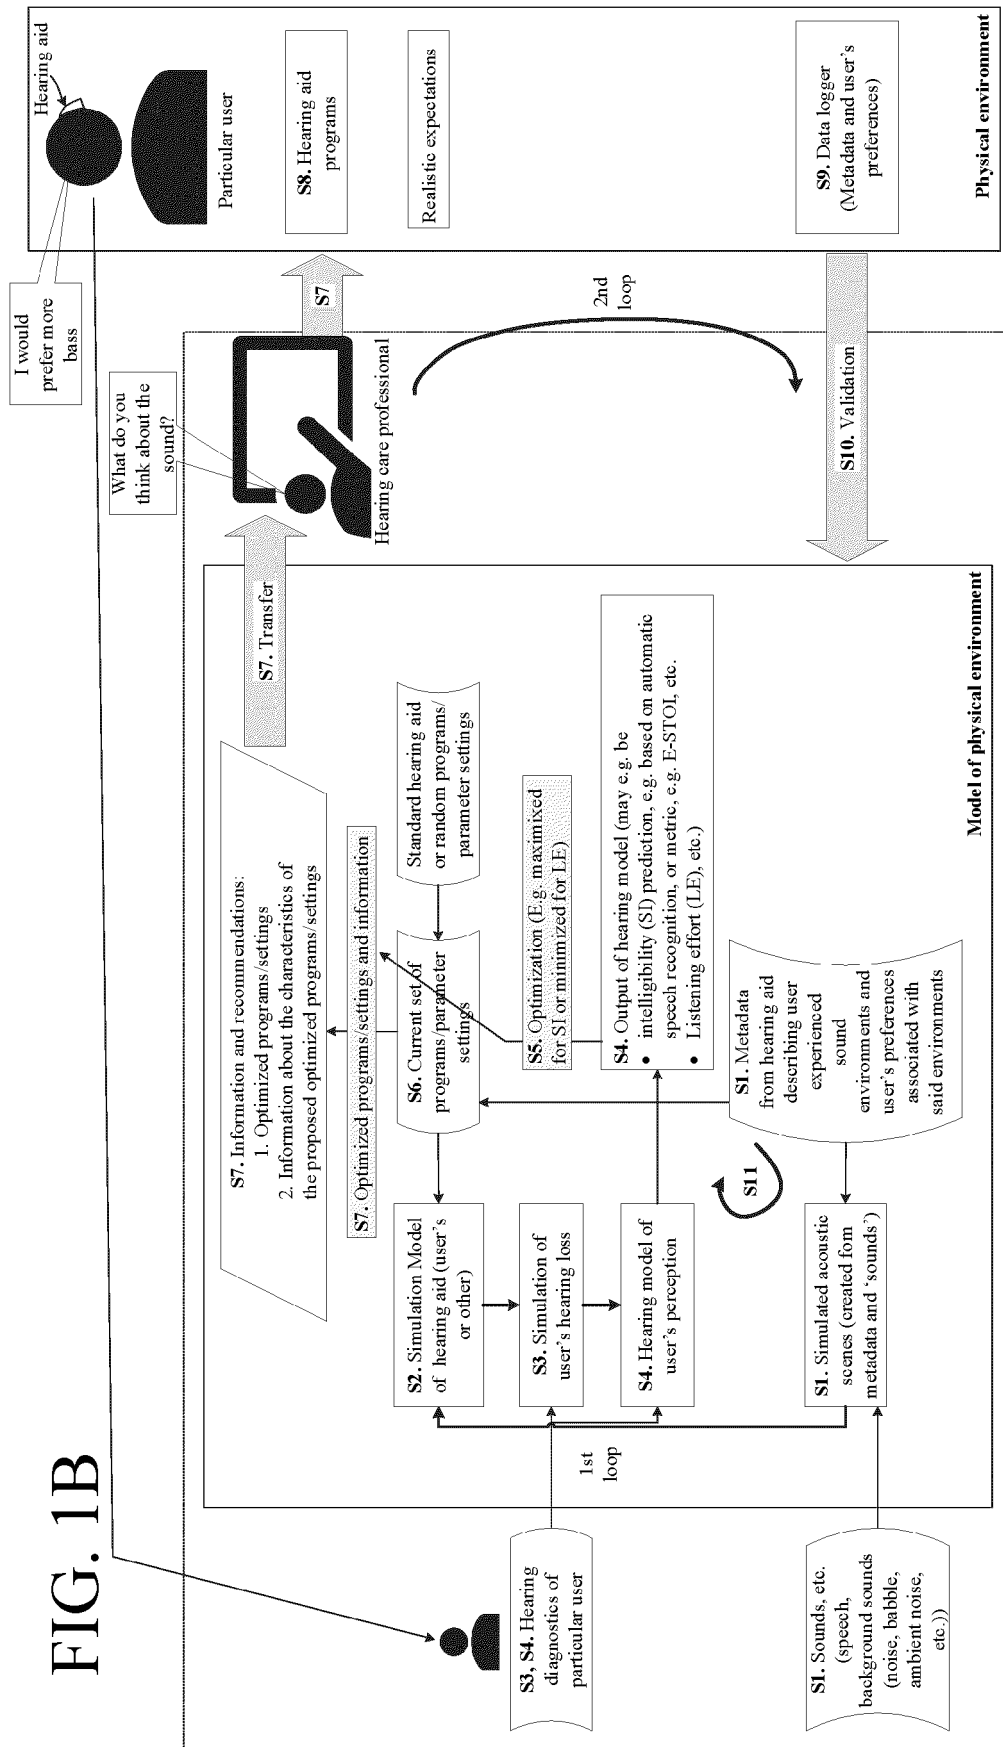 FIG. 1B
I would
prefer more
bass
Hearing aid
Particular user
S8. Hearing aid
programs
Realistic expectations
S9. Data logger
(Metadata and user's
preferences)
Physical environment
What do you
think about the
sound?
Hearing care professional
S7
2nd
loop
S10. Validation
S7. Transfer
S7. Information and recommendations:
1. Optimized programs/settings
2. Information about the characteristics of
the proposed optimized programs/settings
S7. Optimized programs/settings and information
S6. Current set of
programs/parameter
settings
Standard hearing aid
or random programs/
parameter settings
S2. Simulation Model
of hearing aid (user's
or other)
S3. Simulation of
user's hearing loss
S4. Hearing model of
user's perception
S5. Optimization (E.g. maximized
for SI or minimized for LE)
S4. Output of hearing model (may e.g. be
• intelligibility (SI) prediction, e.g. based on automatic
speech recognition, or metric, e.g. E-STOI, etc.
• Listening effort (LE), etc.)
S1. Metadata
from hearing aid
describing user
experienced
sound
environments and
user's preferences
associated with
said environments
S11
S1. Simulated acoustic
scenes (created fom
metadata and ‘sounds’)
1st
loop
Model of physical environment
S3, S4. Hearing
diagnostics of
particular user
S1. Sounds, etc.
(speech,
background sounds
(noise, babble,
ambient noise,
etc.))